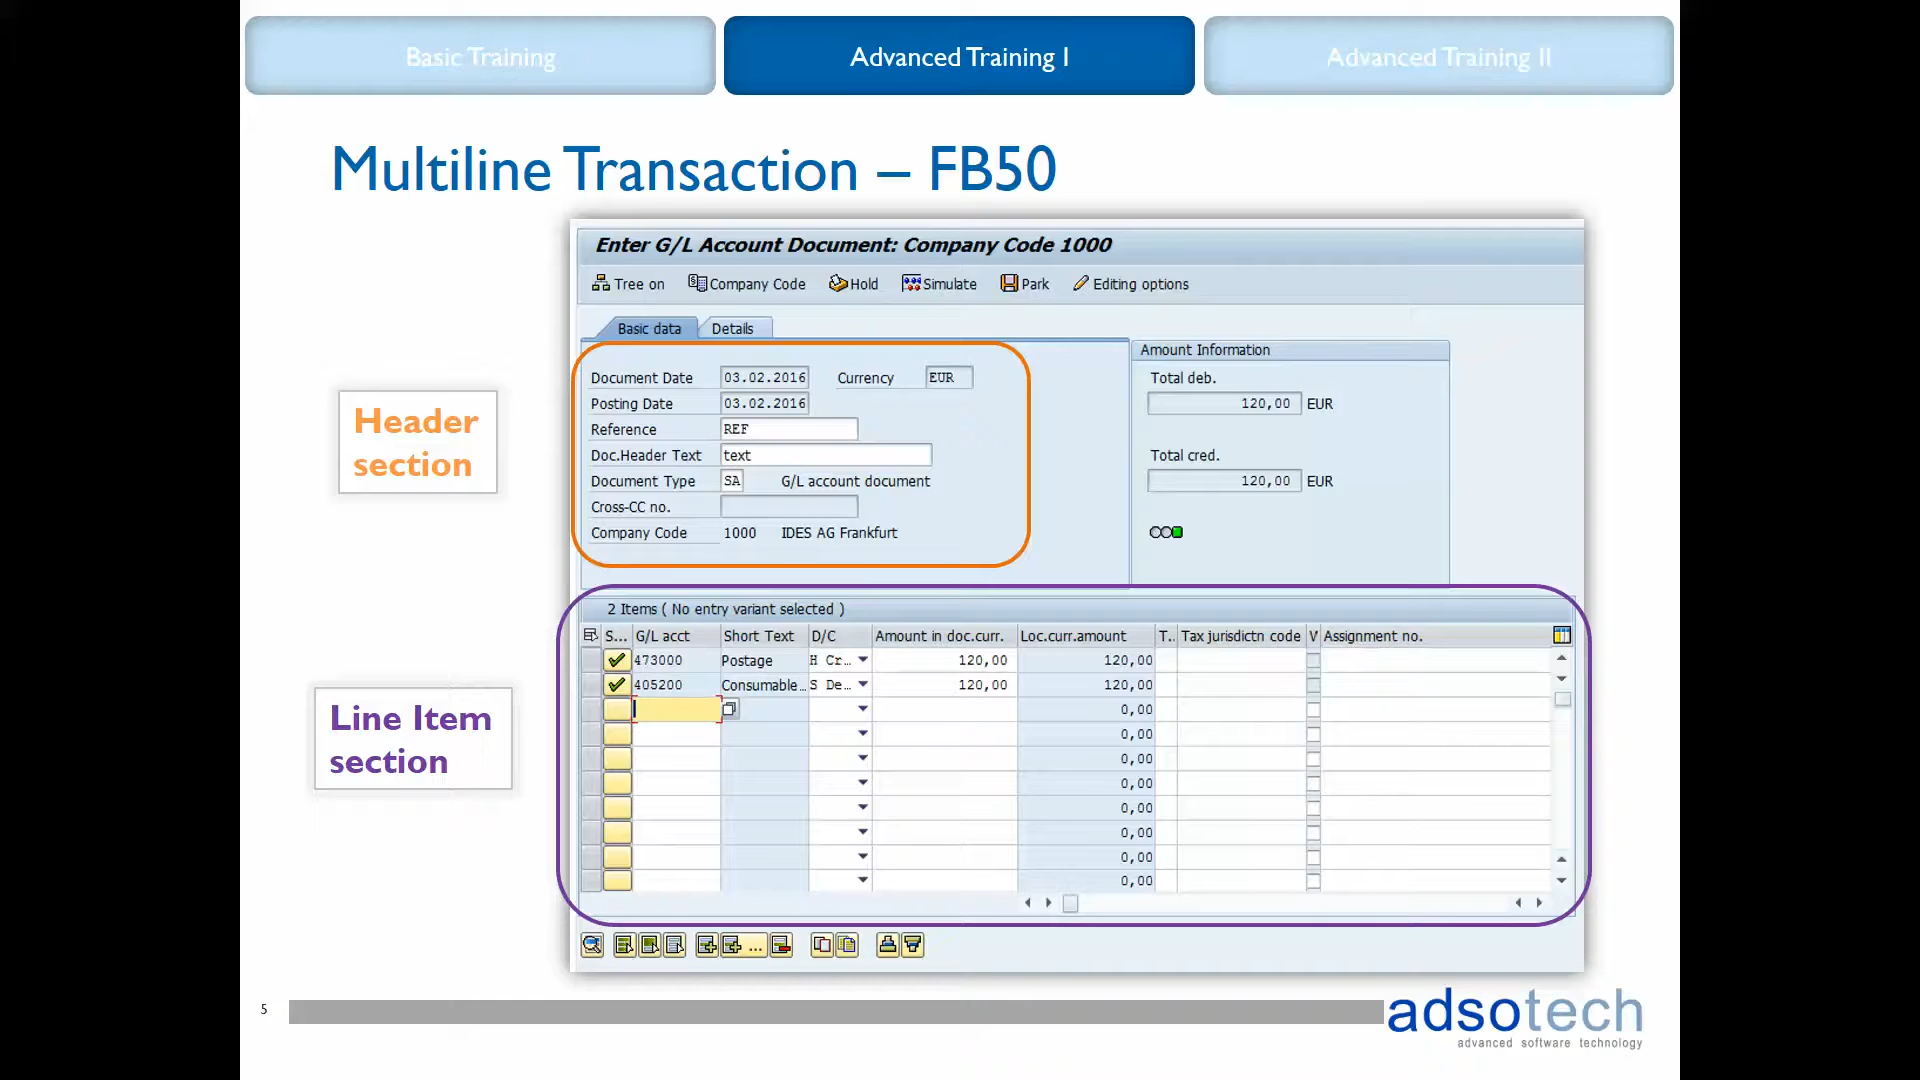 Basic Training
Advanced Training I
Advanced Training II
Multiline Transaction – FB50
Enter G/L Account Document: Company Code 1000
Tree on Company Code Hold Simulate Park Editing options
Basic data Details
Amount Information
Document Date 03.02.2016 Currency EUR
Total deb.
Posting Date 03.02.2016
120,00 EUR
Reference REF
Doc.Header Text text
Total cred.
Document Type SA G/L account document
120,00 EUR
Cross-CC no.
Company Code 1000 IDES AG Frankfurt
Header
section
2 Items ( No entry variant selected )
S... G/L acct Short Text D/C Amount in doc.curr. Loc.curr.amount T.. Tax jurisdictn code V Assignment no.
473000 Postage H Cr... 120,00 120,00
405200 Consumable... S De... 120,00 120,00
0,00
0,00
0,00
0,00
0,00
0,00
0,00
0,00
Line Item
section
...
5
adsotech
advanced software technology